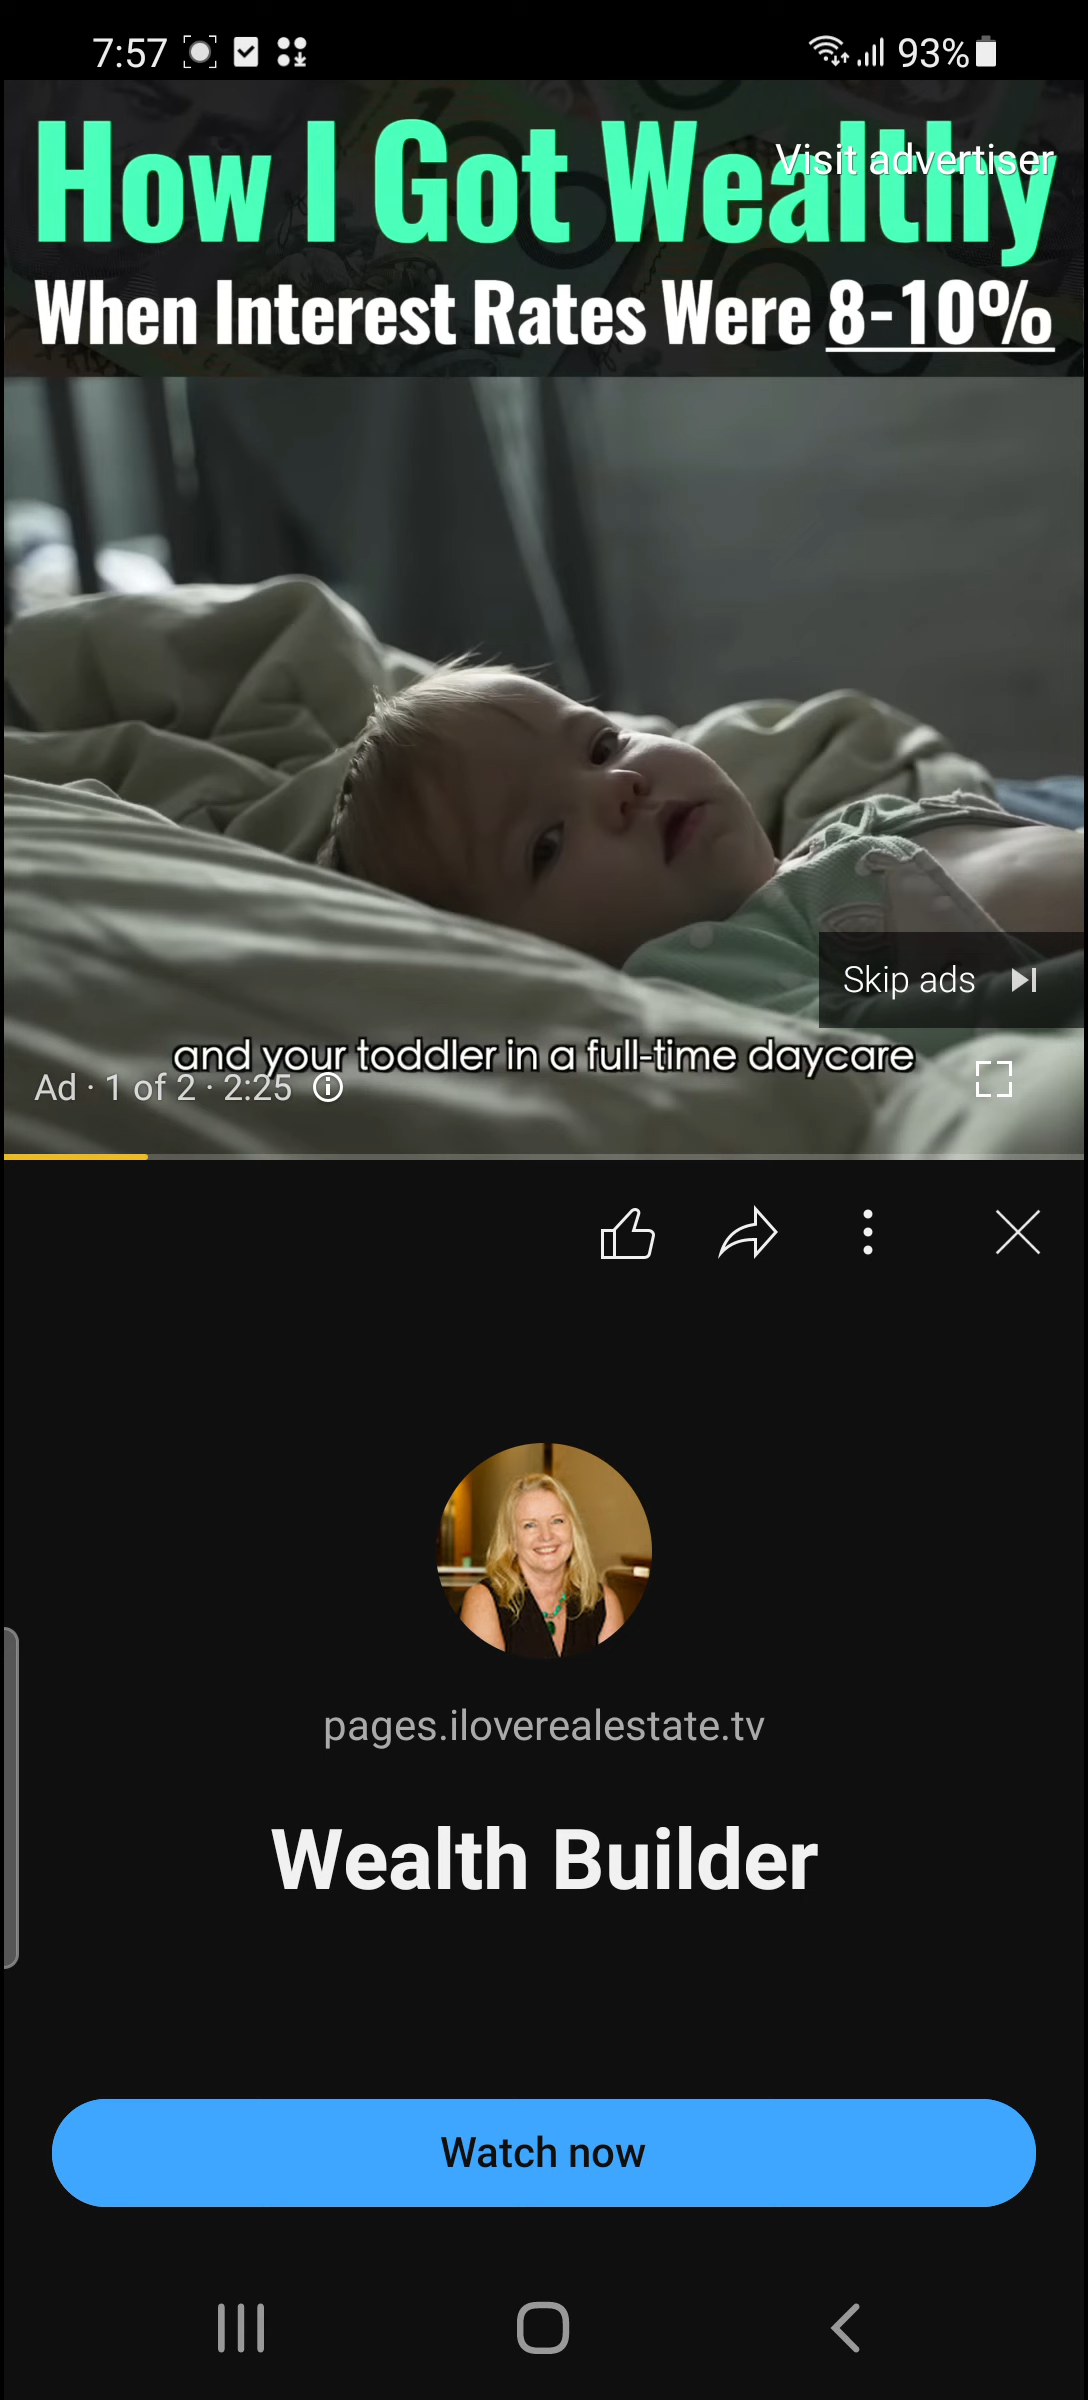 7:57
93%
Visit advertiser
How I Got Wealthy
When Interest Rates Were 8-10%
Skip ads
and your toddler in a full-time daycare
Ad · 1 of 2 · 2:25
pages.iloverealestate.tv
Wealth Builder
Watch now